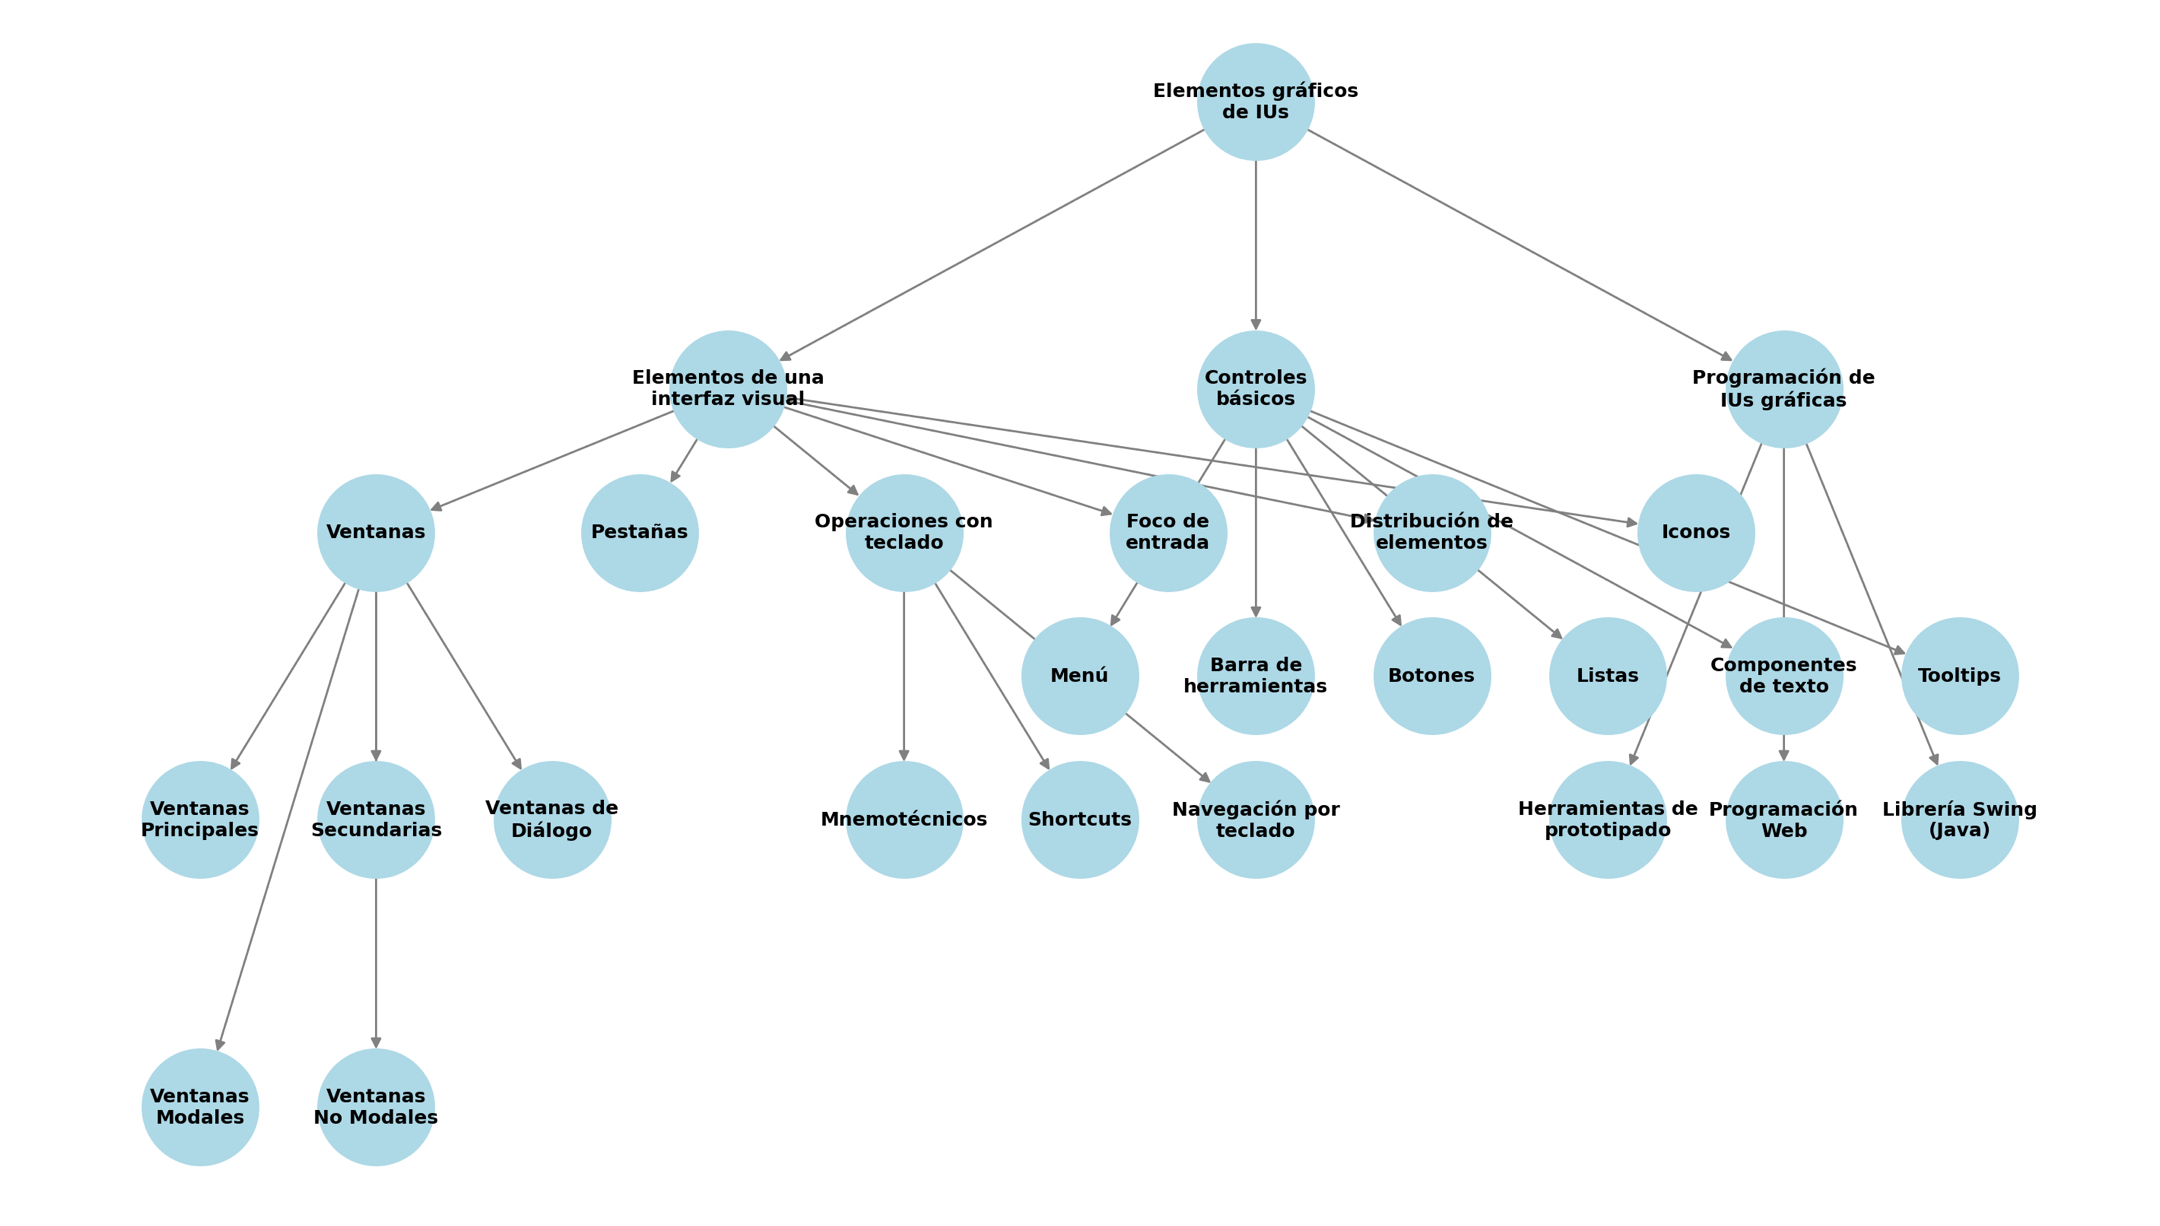 Elementos gráficos
de IUs
Elementos de una
interfaz visual
Controles
básicos
Programación de
IUs gráficas
Ventanas
Pestañas
Operaciones con
teclado
Foco de
entrada
Distribución de
elementos
Iconos
Menú
Barra de
herramientas
Botones
Listas
Componentes
de texto
Tooltips
Ventanas
Principales
Ventanas
Secundarias
Ventanas de
Diálogo
Mnemotécnicos
Shortcuts
Navegación por
teclado
Herramientas de
prototipado
Programación
Web
Librería Swing
(Java)
Ventanas
Modales
Ventanas
No Modales